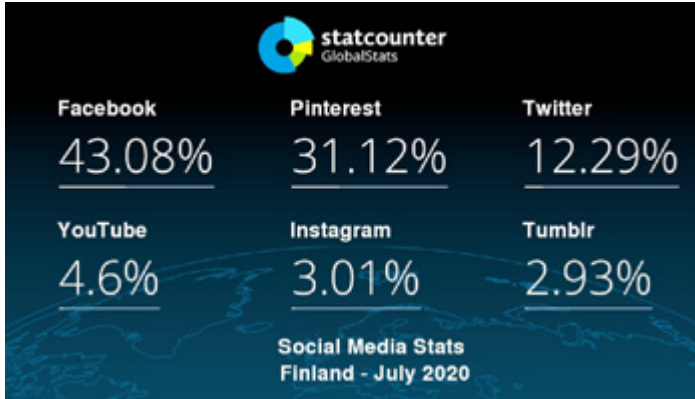 statcounter
GlobalStats
Facebook Pinterest Twitter
43.08% 31.12% 12.29%
YouTube Instagram Tumblr
4.6% 3.01% 2.93%
Social Media Stats
Finland - July 2020